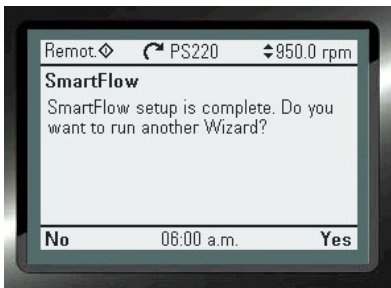 Remot. PS220 950.0 rpm
SmartFlow
SmartFlow setup is complete. Do you
want to run another Wizard?
No 06:00 a.m. Yes